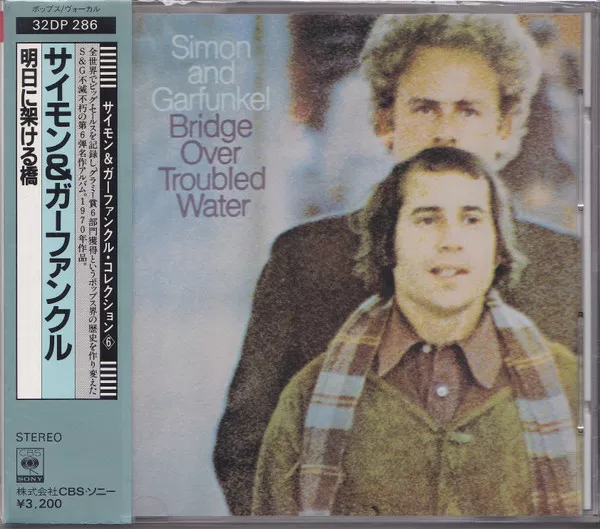 ポップス/ヴォーカル
32DP 286
サイモン&ガーファンクル・コレクション⑥
全世界でビッグ・セールスを記録し、グラミー賞6部門獲得というポップス界の歴史を作り変えた
S&G不滅不朽の第6弾名作アルバム。1970年作品。
サイモン&ガーファンクル
明日に架ける橋
STEREO
CBS
SONY
株式会社CBS・ソニー
¥3,200
Simon
and
Garfunkel
Bridge
Over
Troubled
Water